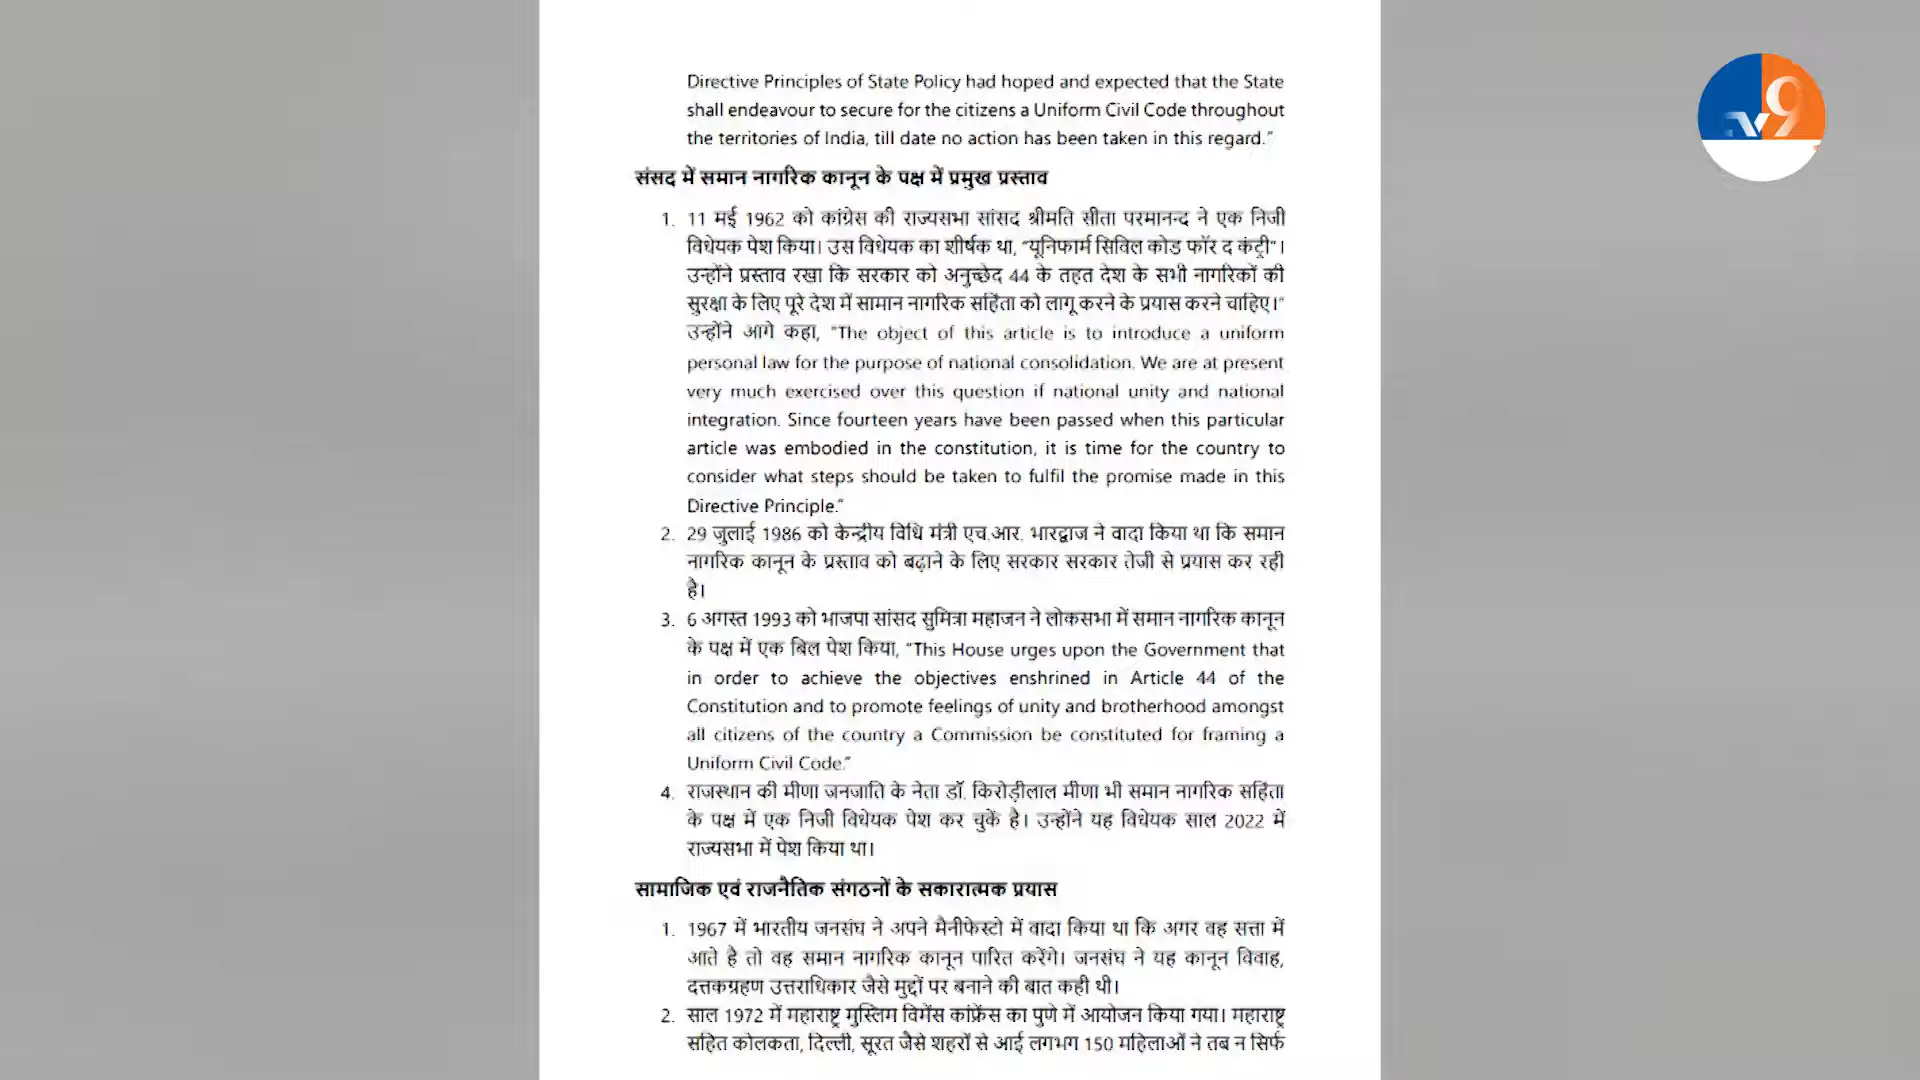 Directive Principles of State Policy had hoped and expected that the State
shall endeavour to secure for the citizens a Uniform Civil Code throughout
the territories of India, till date no action has been taken in this regard."
संसद में समान नागरिक कानून के पक्ष में प्रमुख प्रस्ताव
1. 11 मई 1962 को कांग्रेस की राज्यसभा सांसद श्रीमति सीता परमानन्द ने एक निजी
विधेयक पेश किया। उस विधेयक का शीर्षक था, "यूनिफार्म सिविल कोड फॉर द कंट्री"।
उन्होंने प्रस्ताव रखा कि सरकार को अनुच्छेद 44 के तहत देश के सभी नागरिकों की
सुरक्षा के लिए पूरे देश में सामान नागरिक सहिंता को लागू करने के प्रयास करने चाहिए।"
उन्होंने आगे कहा, "The object of this article is to introduce a uniform
personal law for the purpose of national consolidation. We are at present
very much exercised over this question if national unity and national
integration. Since fourteen years have been passed when this particular
article was embodied in the constitution, it is time for the country to
consider what steps should be taken to fulfil the promise made in this
Directive Principle."
2. 29 जुलाई 1986 को केन्द्रीय विधि मंत्री एच.आर. भारद्वाज ने वादा किया था कि समान
नागरिक कानून के प्रस्ताव को बढ़ाने के लिए सरकार सरकार तेजी से प्रयास कर रही
है।
3. 6 अगस्त 1993 को भाजपा सांसद सुमित्रा महाजन ने लोकसभा में समान नागरिक कानून
के पक्ष में एक बिल पेश किया, "This House urges upon the Government that
in order to achieve the objectives enshrined in Article 44 of the
Constitution and to promote feelings of unity and brotherhood amongst
all citizens of the country a Commission be constituted for framing a
Uniform Civil Code."
4. राजस्थान की मीणा जनजाति के नेता डॉ. किरोड़ीलाल मीणा भी समान नागरिक सहिंता
के पक्ष में एक निजी विधेयक पेश कर चुके है। उन्होंने यह विधेयक साल 2022 में
राज्यसभा में पेश किया था।
सामाजिक एवं राजनैतिक संगठनों के सकारात्मक प्रयास
1. 1967 में भारतीय जनसंघ ने अपने मैनीफेस्टो में वादा किया था कि अगर वह सत्ता में
आते है तो वह समान नागरिक कानून पारित करेंगे। जनसंघ ने यह कानून विवाह,
दत्तकग्रहण उत्तराधिकार जैसे मुद्दों पर बनाने की बात कही थी।
2. साल 1972 में महाराष्ट्र मुस्लिम विमेंस कांफ्रेंस का पुणे में आयोजन किया गया। महाराष्ट्र
सहित कोलकता, दिल्ली, सूरत जैसे शहरों से आई लगभग 150 महिलाओं ने तब न सिर्फ
TV9